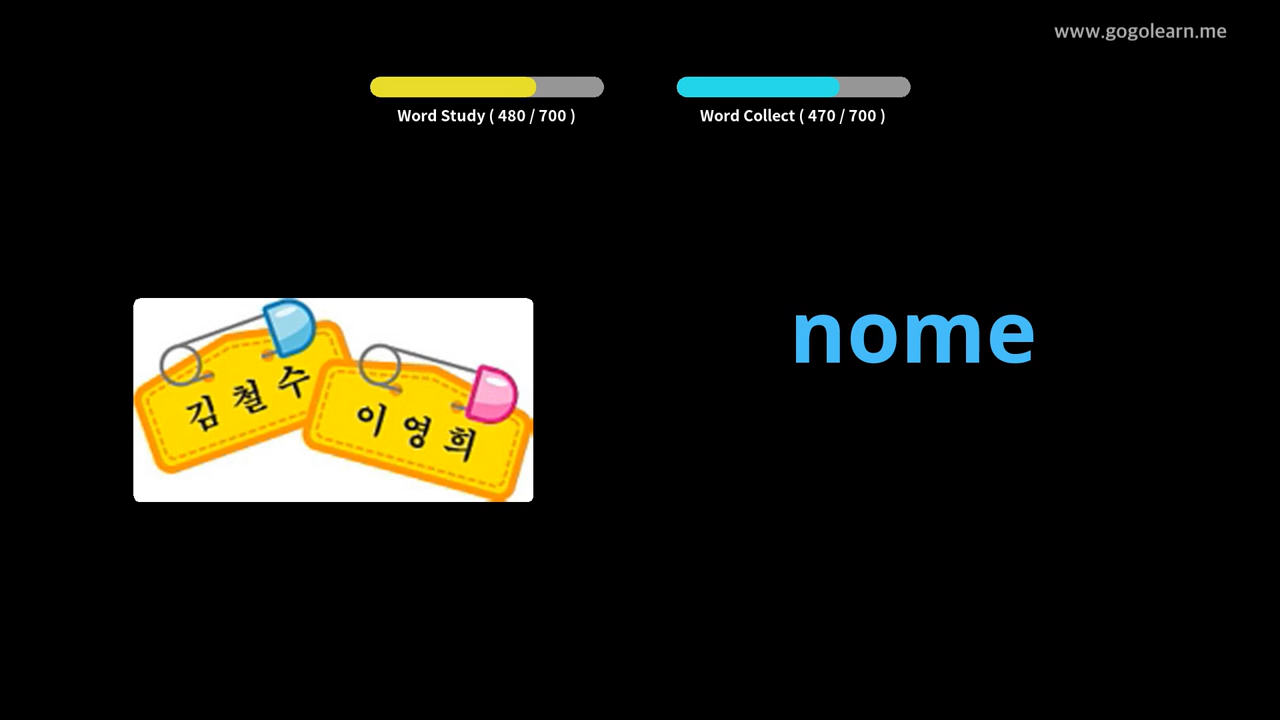 www.gogolearn.me
Word Study ( 480 / 700 )
Word Collect ( 470 / 700 )
nome
김 철 수
이 영 희